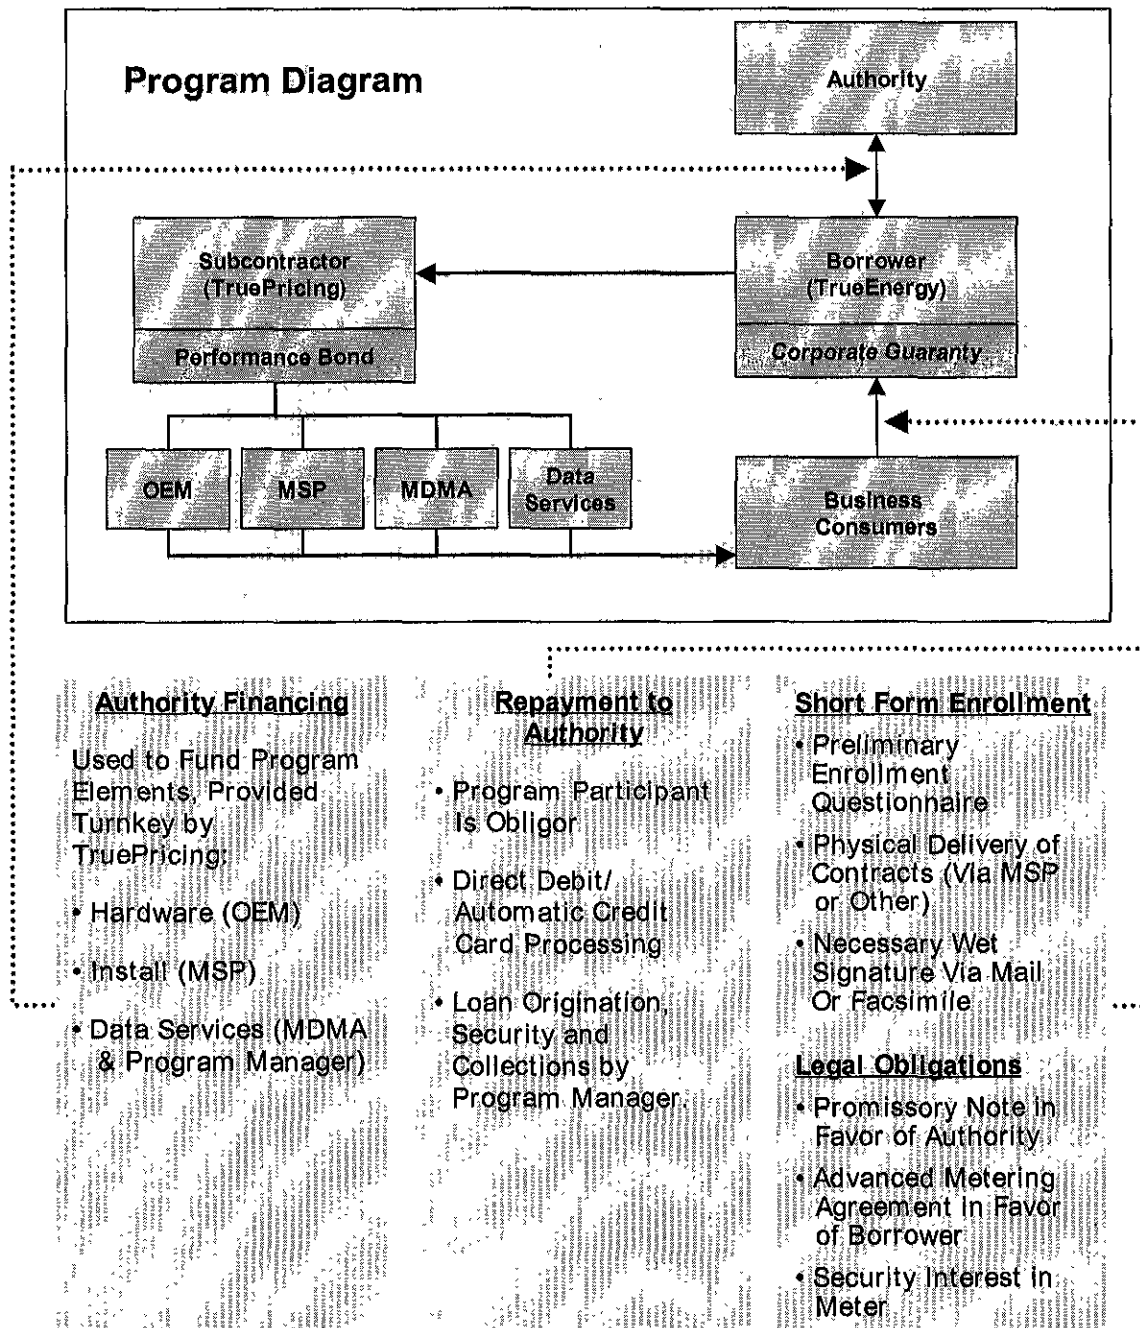 Program Diagram
Authority
Subcontractor
(TruePricing)
Performance Bond
Borrower
(TrueEnergy)
Corporate Guaranty
OEM
MSP
MDMA
Data
Services
Business
Consumers
Authority Financing
Used to Fund Program
Elements, Provided
Turnkey by
TruePricing:
• Hardware (OEM)
• Install (MSP)
• Data Services (MDMA
& Program Manager)
Repayment to
Authority
• Program Participant
Is Obligor
• Direct Debit/
Automatic Credit
Card Processing
• Loan Origination,
Security and
Collections by
Program Manager.
Short Form Enrollment
• Preliminary
Enrollment
Questionnaire
• Physical Delivery of
Contracts (Via MSP
or Other)
• Necessary Wet
Signature Via Mail
Or Facsimile
Legal Obligations
• Promissory Note in
Favor of Authority
• Advanced Metering
Agreement in Favor
of Borrower
• Security Interest in
Meter